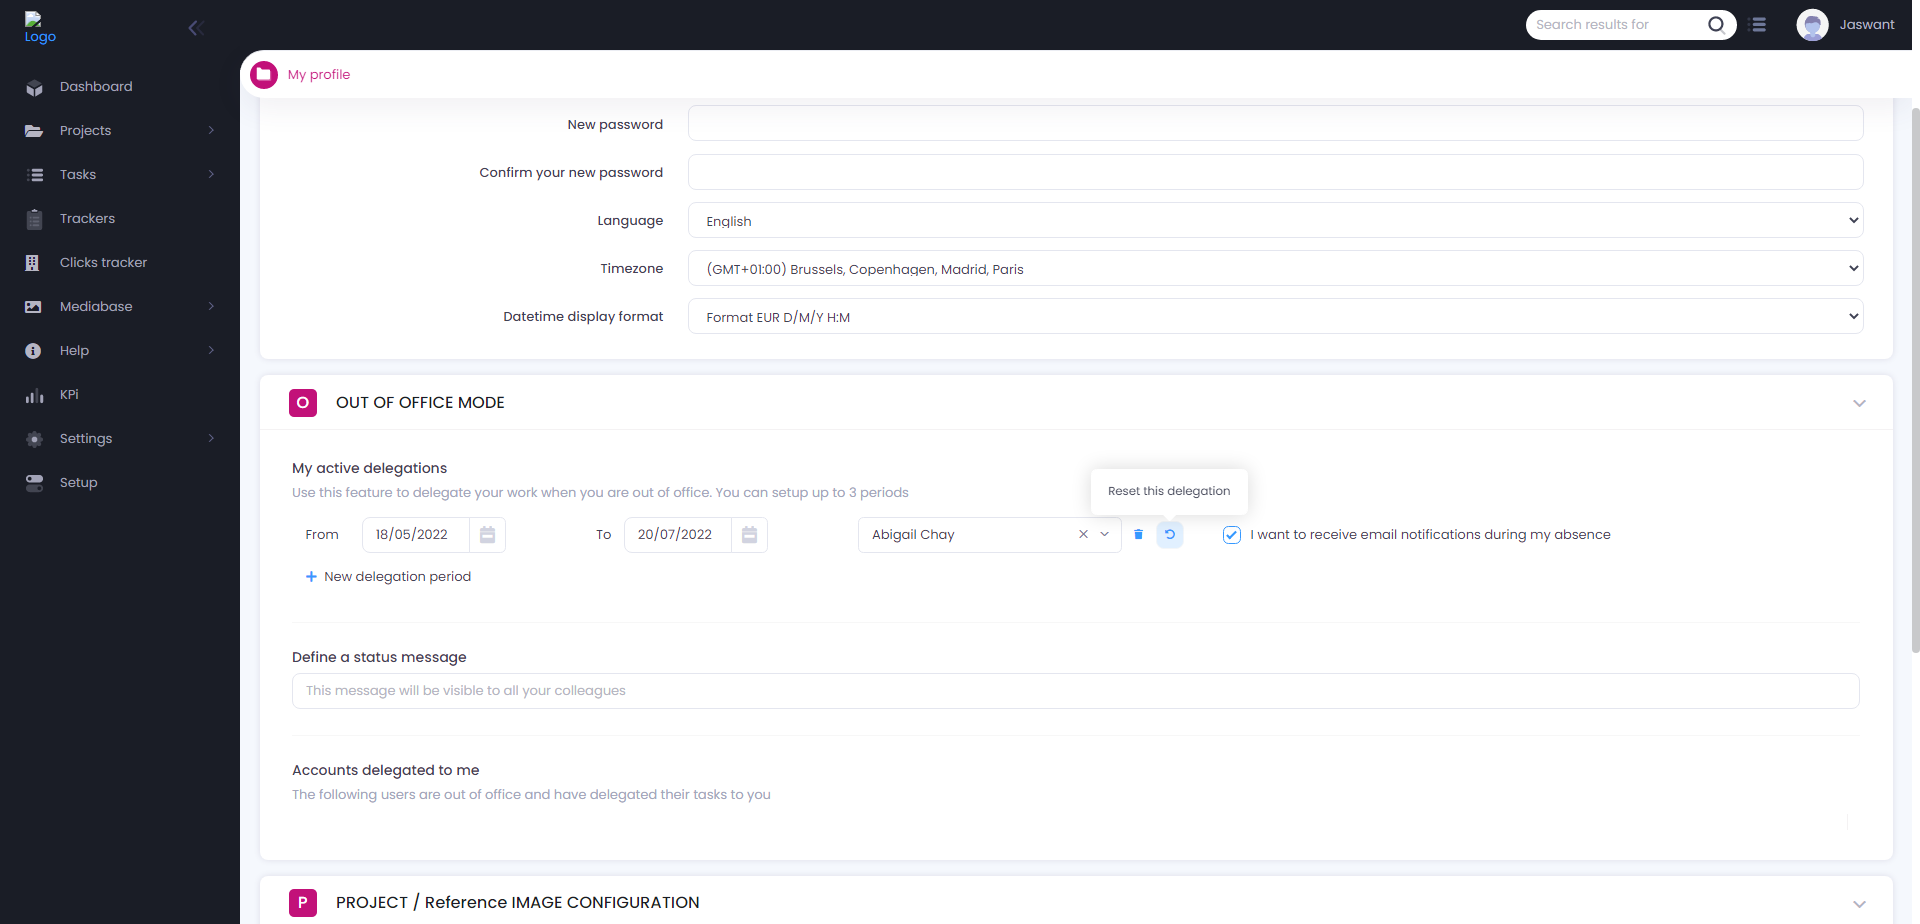 Logo
Search results for
Jaswant
Dashboard
Projects
Tasks
Trackers
Clicks tracker
Mediabase
Help
KPi
Settings
Setup
My profile
New password
Confirm your new password
Language English
Timezone (GMT+01:00) Brussels, Copenhagen, Madrid, Paris
Datetime display format Format EUR D/M/Y H:M
O OUT OF OFFICE MODE
My active delegations
Use this feature to delegate your work when you are out of office. You can setup up to 3 periods
Reset this delegation
From 18/05/2022 To 20/07/2022 Abigail Chay I want to receive email notifications during my absence
New delegation period
Define a status message
This message will be visible to all your colleagues
Accounts delegated to me
The following users are out of office and have delegated their tasks to you
P PROJECT / Reference IMAGE CONFIGURATION